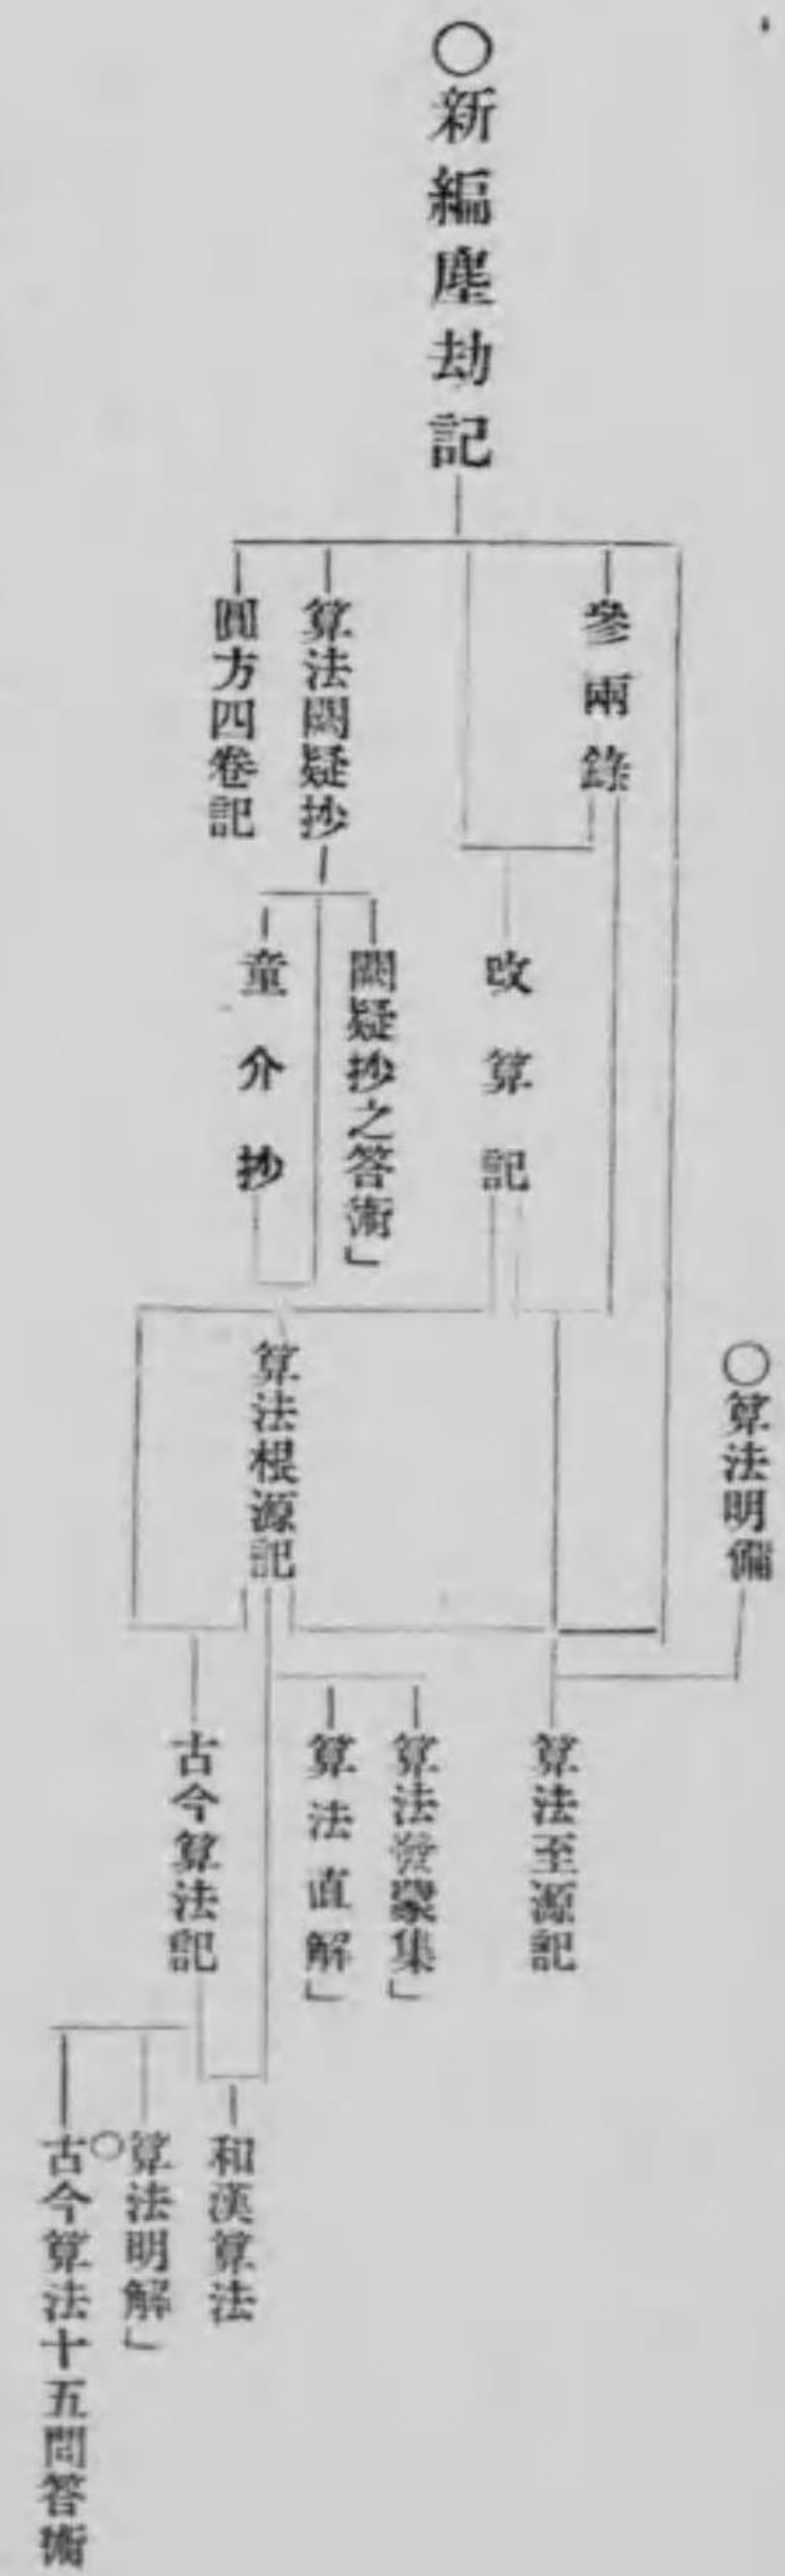 ○新編塵劫記
參兩錄
算法闕疑抄
圓方四卷記
改算記
闕疑抄之答術」
童介抄
○算法明備
算法根源記
算法至源記
算法發蒙集」
算法直解」
古今算法記
和漢算法
○算法明解」
古今算法十五問答術